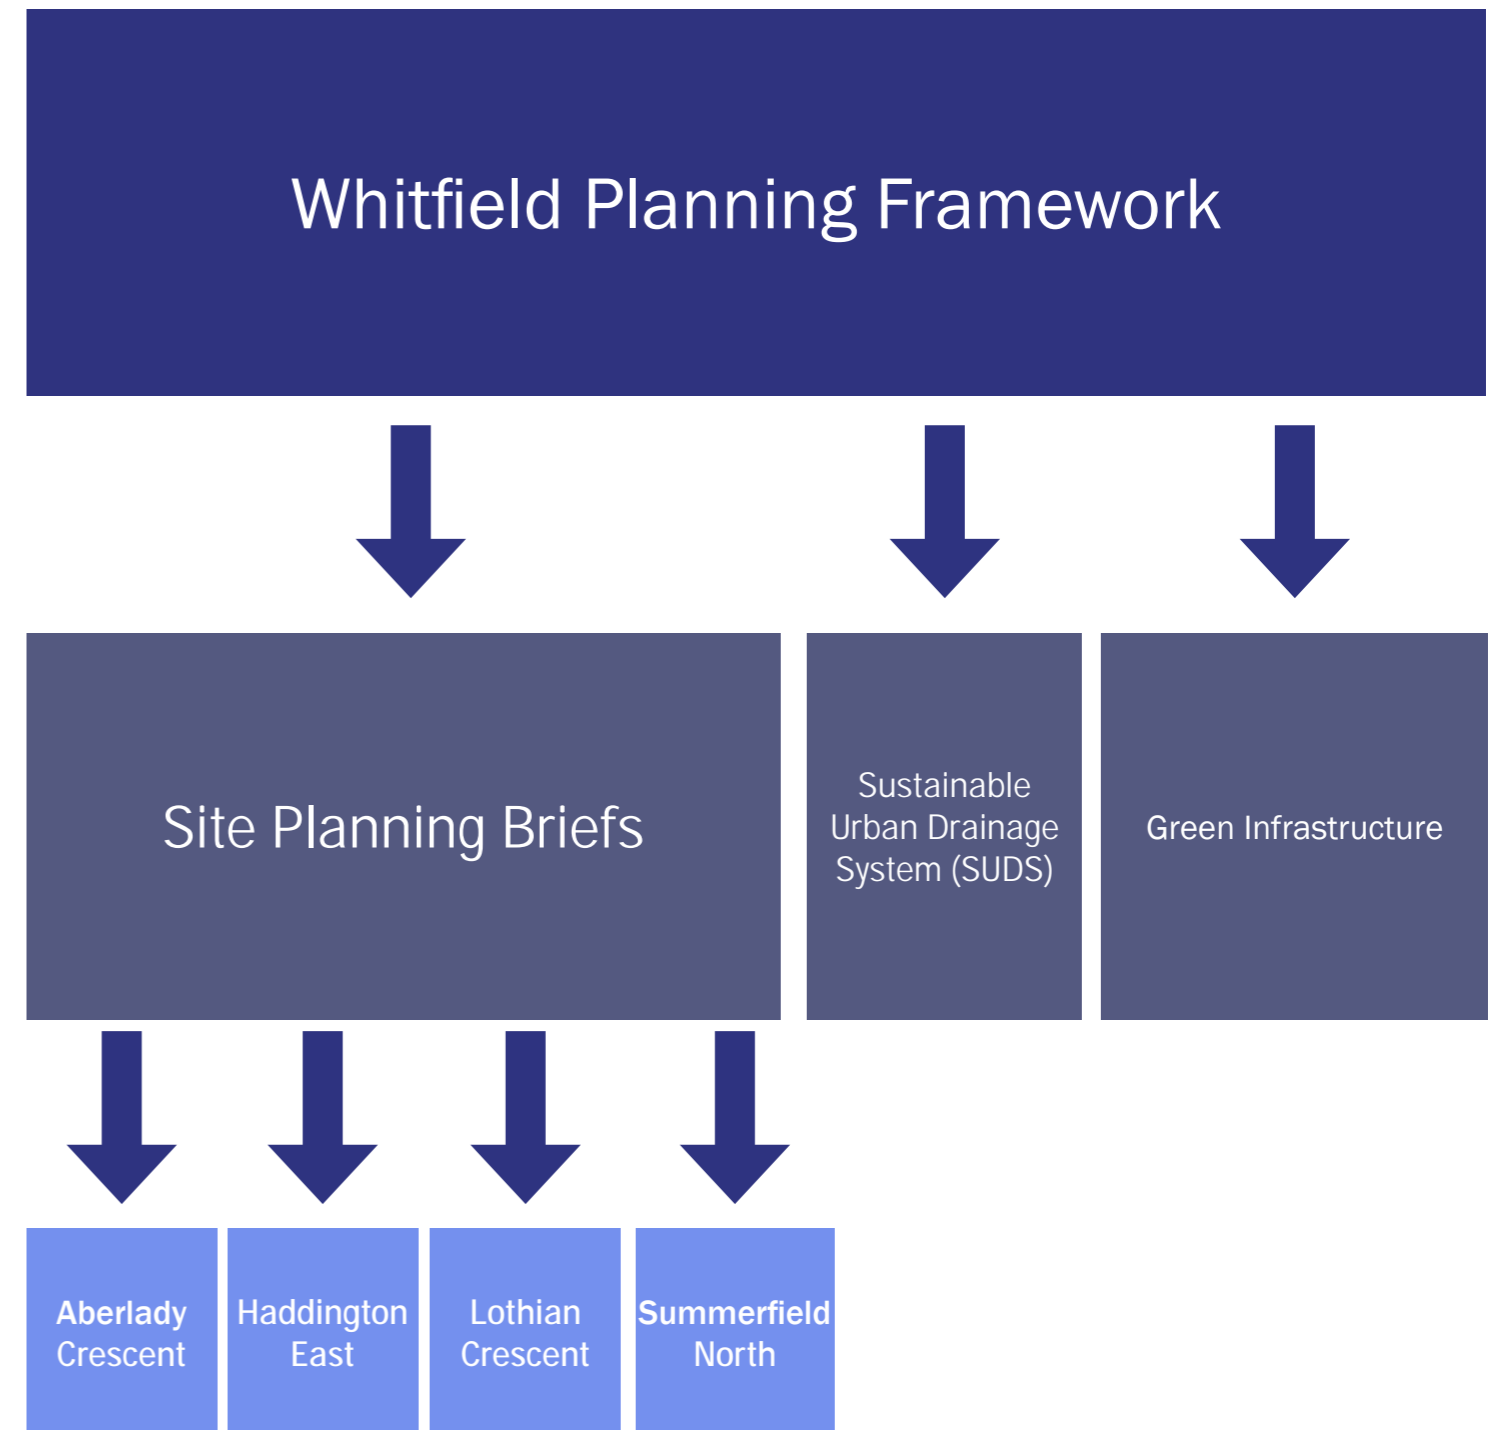 Whitfield Planning Framework
Site Planning Briefs
Sustainable
Urban Drainage
System (SUDS)
Green Infrastructure
Aberlady
Crescent
Haddington
East
Lothian
Crescent
Summerfield
North